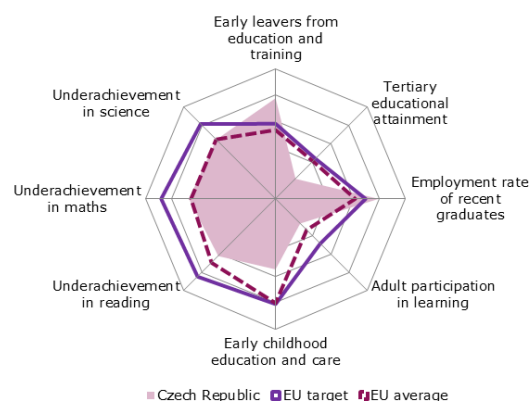 Early leavers from
education and
training
Tertiary
educational
attainment
Employment rate
of recent
graduates
Adult participation
in learning
Early childhood
education and care
Underachievement
in reading
Underachievement
in maths
Underachievement
in science
Czech Republic EU target EU average